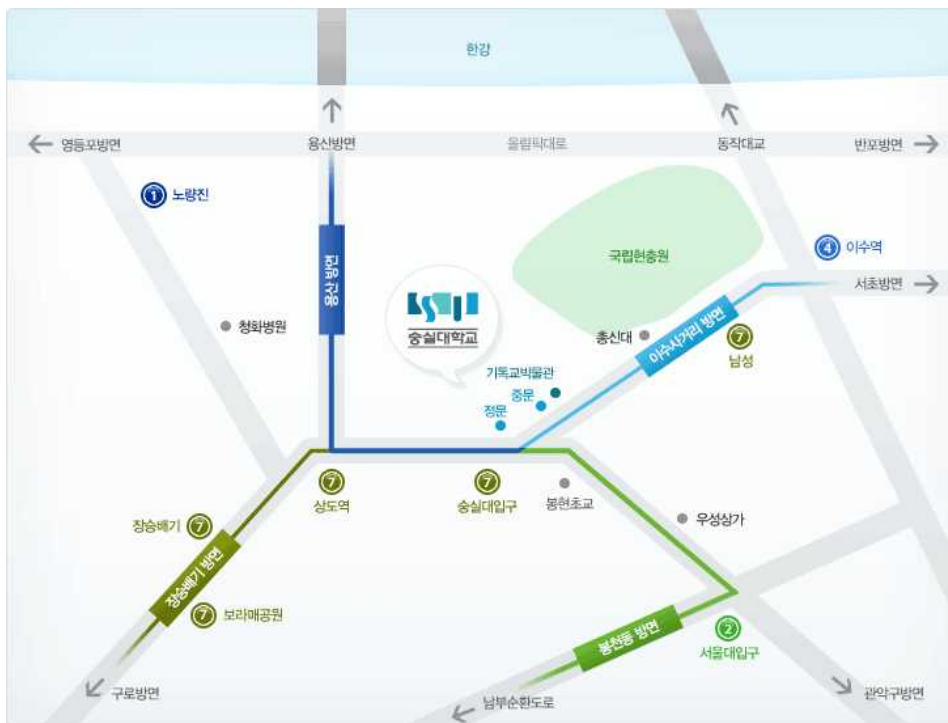 한강
영등포방면
용산방면
올림픽대로
동작대교
반포방면
1 노량진
4 이수역
국립현충원
용산 방면
서초방면
숭실대학교
청화병원
총신대
이수사거리 방면
7
남성
기독교박물관
중문
정문
7
상도역
7
숭실대입구
봉현초교
장승배기 7
우성상가
장승배기 방면
7 보라매공원
봉천동 방면
2
서울대입구
구로방면
남부순환도로
관악구방면